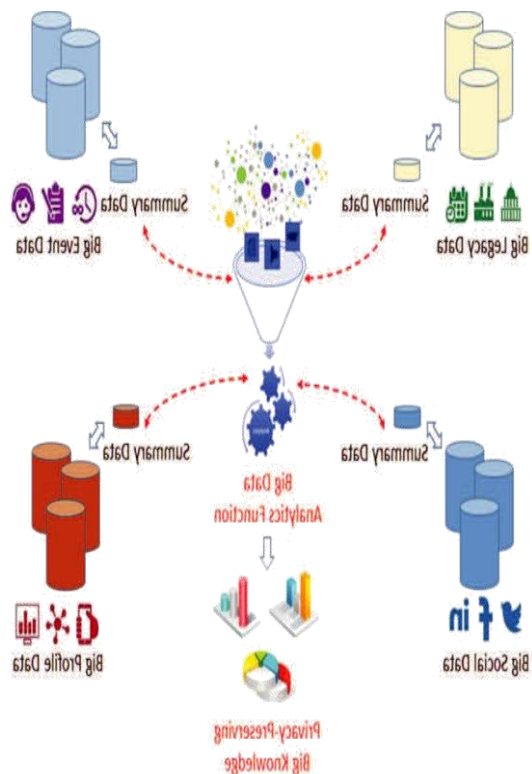 Summary Data
Big Event Data
Summary Data
Big Legacy Data
Summary Data
Big Profile Data
Big Data
Analytics Function
Summary Data
Big Social Data
in
f
Privacy-Preserving
Big Knowledge